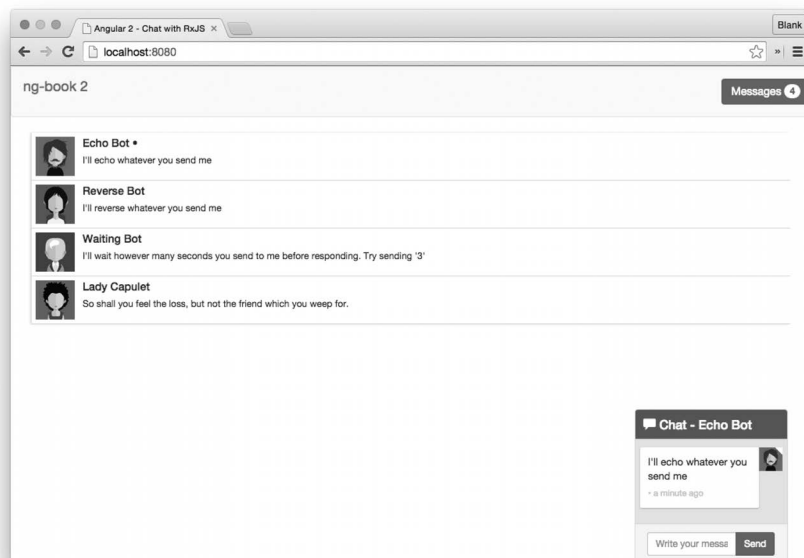 Angular 2 - Chat with RxJS
Blank
localhost:8080
ng-book 2
Messages 4
Echo Bot •
I'll echo whatever you send me
Reverse Bot
I'll reverse whatever you send me
Waiting Bot
I'll wait however many seconds you send to me before responding. Try sending '3'
Lady Capulet
So shall you feel the loss, but not the friend which you weep for.
Chat - Echo Bot
I'll echo whatever you
send me
• a minute ago
Write your messa
Send